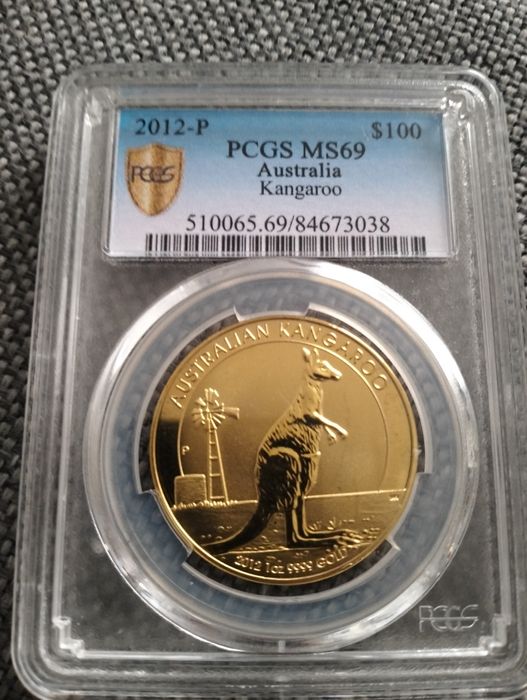 2012-P $100
PCGS MS69
Australia
Kangaroo
PCGS
510065.69/84673038
AUSTRALIAN KANGAROO
P
2012 1oz 9999 GOLD
PCGS